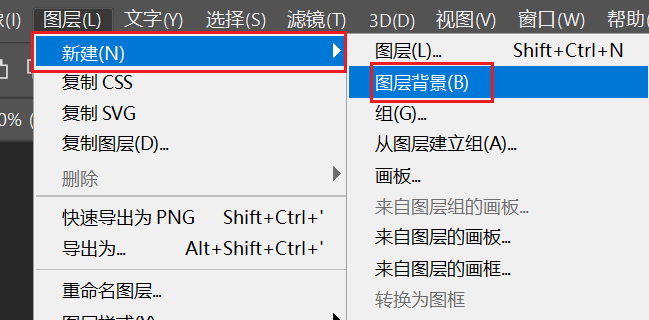 图层(L) 文字(Y) 选择(S) 滤镜(T) 3D(D) 视图(V) 窗口(W) 帮助(
新建(N)
复制 CSS
复制 SVG
复制图层(D)...
删除
快速导出为 PNG Shift+Ctrl+'
导出为... Alt+Shift+Ctrl+'
重命名图层...
图层样式(Y)
图层(L)... Shift+Ctrl+N
图层背景(B)
组(G)...
从图层建立组(A)...
画板...
来自图层组的画板...
来自图层的画板...
来自图层的画框...
转换为图框
0% (